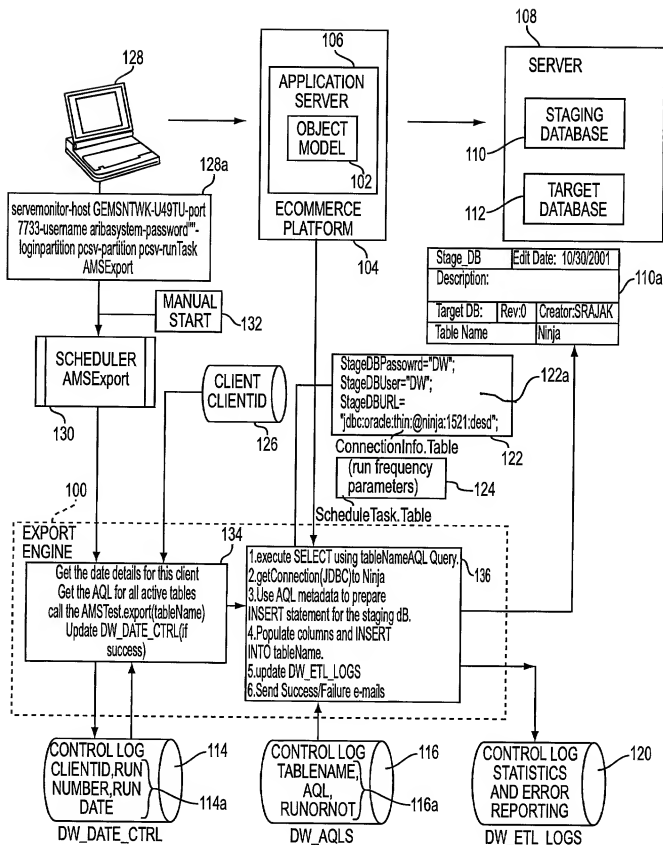 128
128a
servemonitor-host GEMSNTWK-U49TU-port
7733-username aribasystem-password""-
loginpartition pcsv-partition pcsv-runTask
AMSExport
MANUAL
START
132
SCHEDULER
AMSExport
130
CLIENT
CLIENTID
126
106
APPLICATION
SERVER
OBJECT
MODEL
102
ECOMMERCE
PLATFORM
104
108
SERVER
STAGING
DATABASE
110
TARGET
DATABASE
112
Stage_DB
Edit Date: 10/30/2001
Description:
Target DB:
Rev:0
Creator:SRAJAK
Table Name
Ninja
110a
StageDBPassowrd="DW";
StageDBUser="DW";
StageDBURL=
"jdbc:oracle:thin:@ninja:1521:desd";
122a
ConnectionInfo.Table
122
(run frequency
parameters)
124
ScheduleTask.Table
100
EXPORT
ENGINE
134
Get the date details for this client
Get the AQL for all active tables
call the AMSTest.export(tableName)
Update DW_DATE_CTRL(if
success)
1.execute SELECT using tableNameAQL Query.
2.getConnection(JDBC)to Ninja
3.Use AQL metadata to prepare
INSERT statement for the staging dB.
4.Populate columns and INSERT
INTO tableName.
5.update DW_ETL_LOGS
6.Send Success/Failure e-mails
136
CONTROL LOG
CLIENTID,RUN
NUMBER,RUN
DATE
114
114a
DW_DATE_CTRL
CONTROL LOG
TABLENAME,
AQL,
RUNORNOT
116
116a
DW_AQLS
CONTROL LOG
STATISTICS
AND ERROR
REPORTING
120
DW_ETL_LOGS